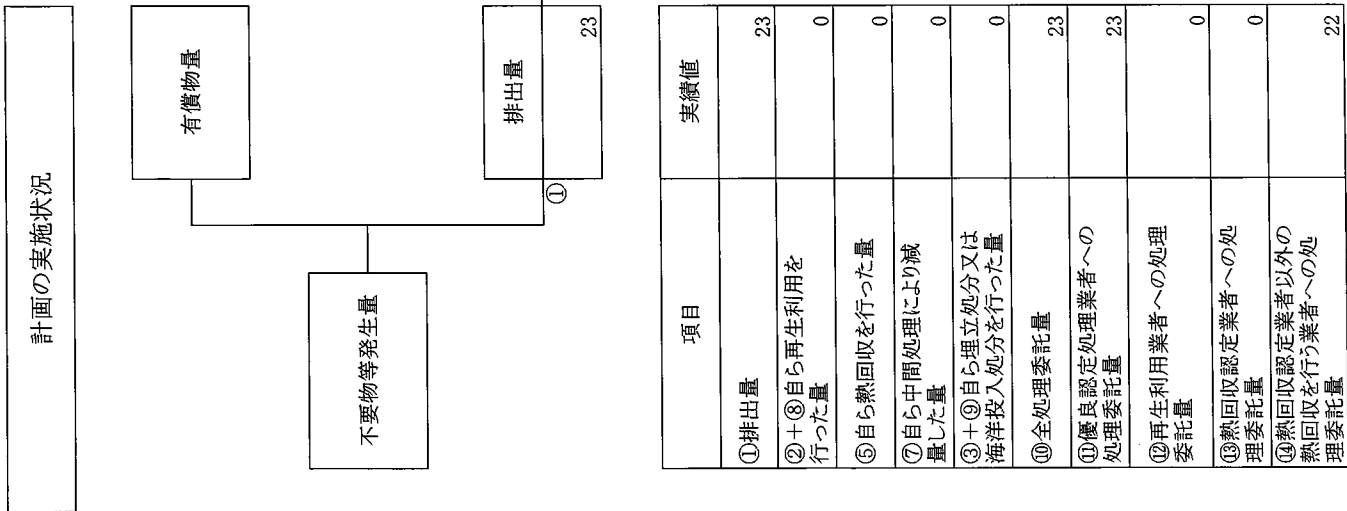 計画の実施状況
有償物量
不要物等発生量
①
排出量
23
項目
実績値
①排出量
23
②+⑧自ら再生利用を
行った量
0
⑤自ら熱回収を行った量
0
⑦自ら中間処理により減
量した量
0
③+⑨自ら埋立処分又は
海洋投入処分を行った量
0
⑩全処理委託量
23
⑪優良認定処理業者への
処理委託量
23
⑫再生利用業者への処理
委託量
0
⑬熱回収認定業者への処
理委託量
0
⑭熱回収認定業者以外の
熱回収を行う業者への処
理委託量
22